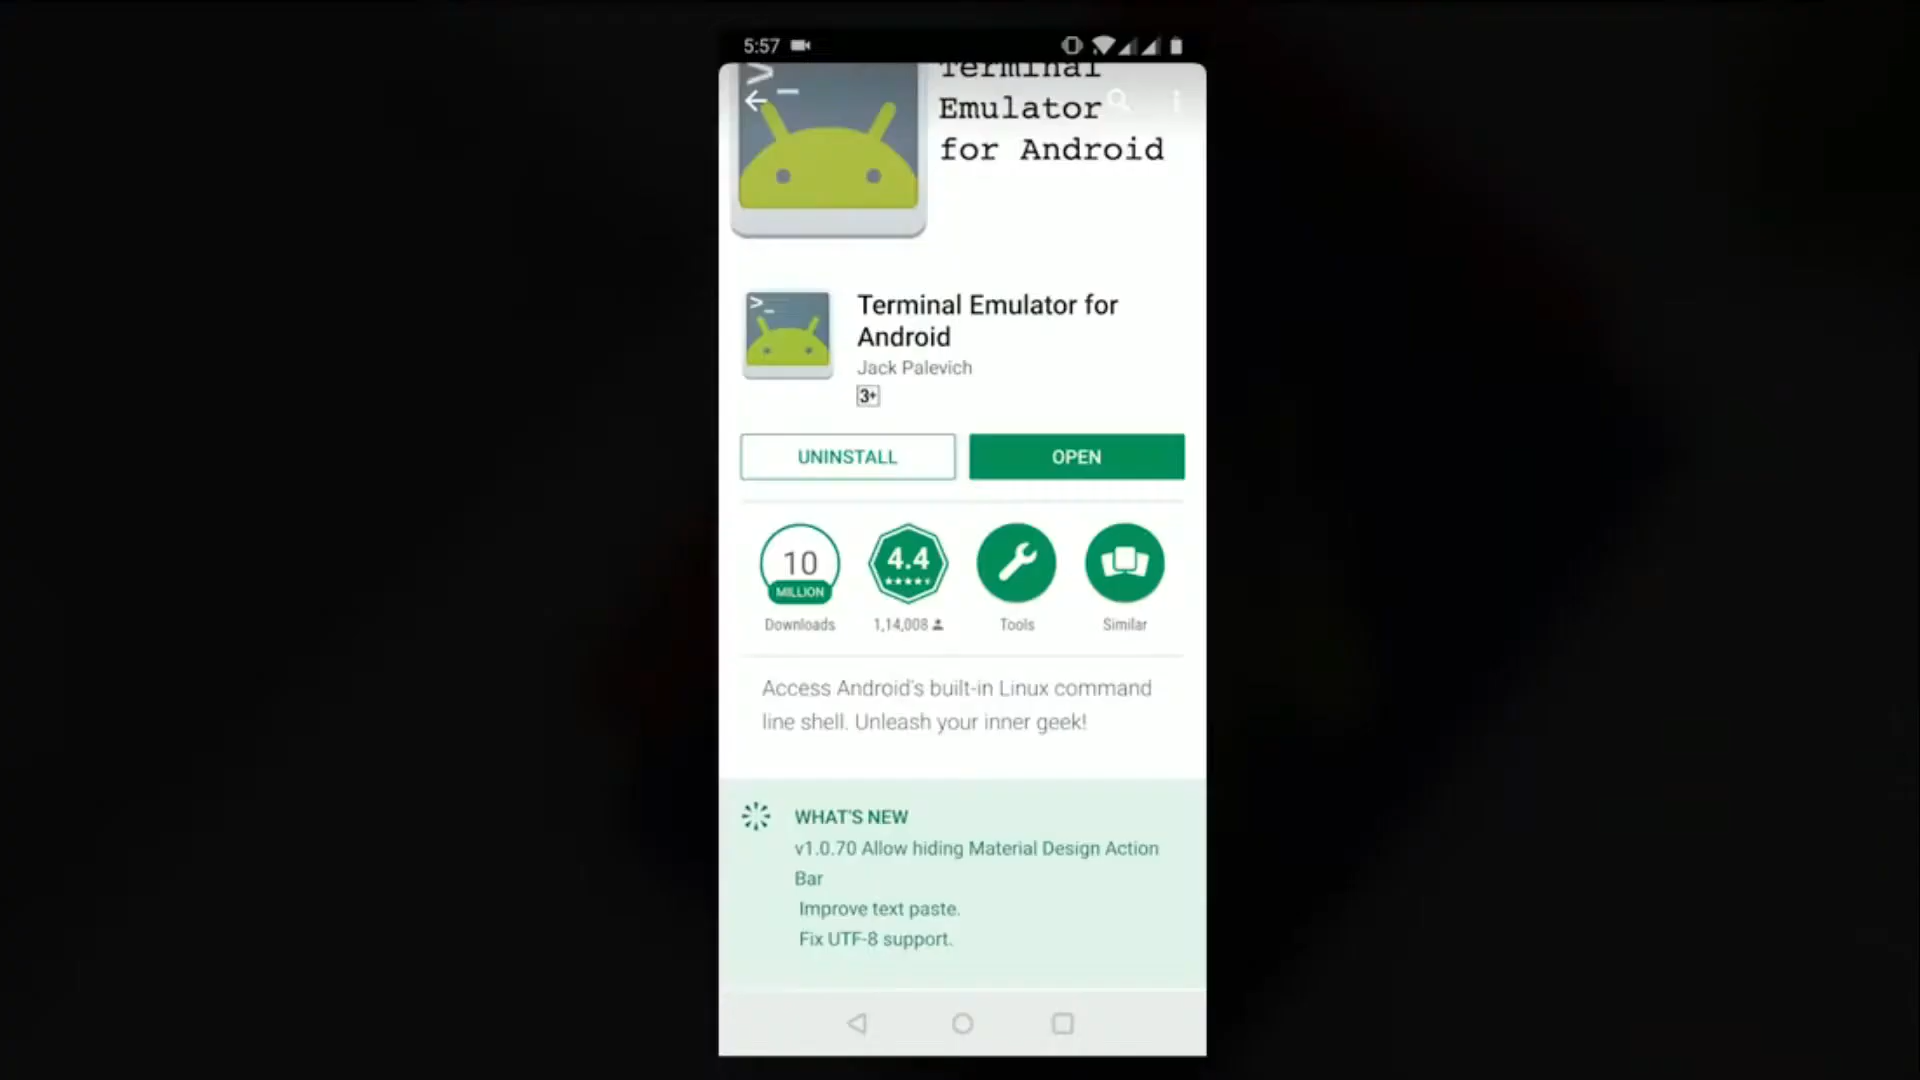 5:57
Terminal
Emulator
for Android
Terminal Emulator for
Android
Jack Palevich
3+
UNINSTALL
OPEN
10
MILLION
4.4
Downloads
1,14,008
Tools
Similar
Access Android's built-in Linux command
line shell. Unleash your inner geek!
WHAT'S NEW
v1.0.70 Allow hiding Material Design Action
Bar
Improve text paste.
Fix UTF-8 support.